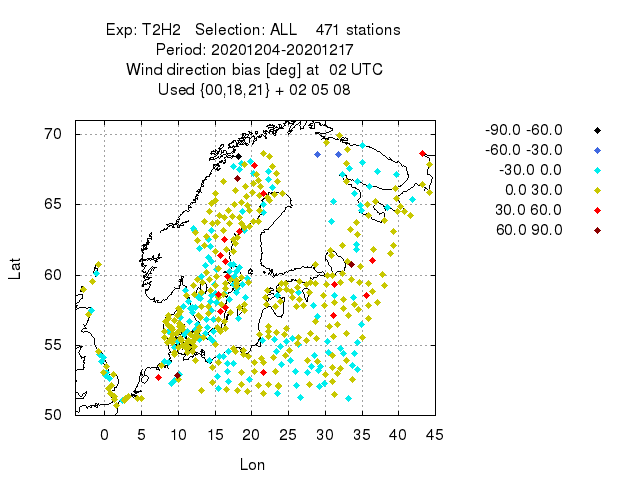 Exp: T2H2 Selection: ALL 471 stations
Period: 20201204-20201217
Wind direction bias [deg] at 02 UTC
Used {00,18,21} + 02 05 08
70
65
60
55
50
Lat
0 5 10 15 20 25 30 35 40 45
Lon
-90.0 -60.0
-60.0 -30.0
-30.0 0.0
0.0 30.0
30.0 60.0
60.0 90.0